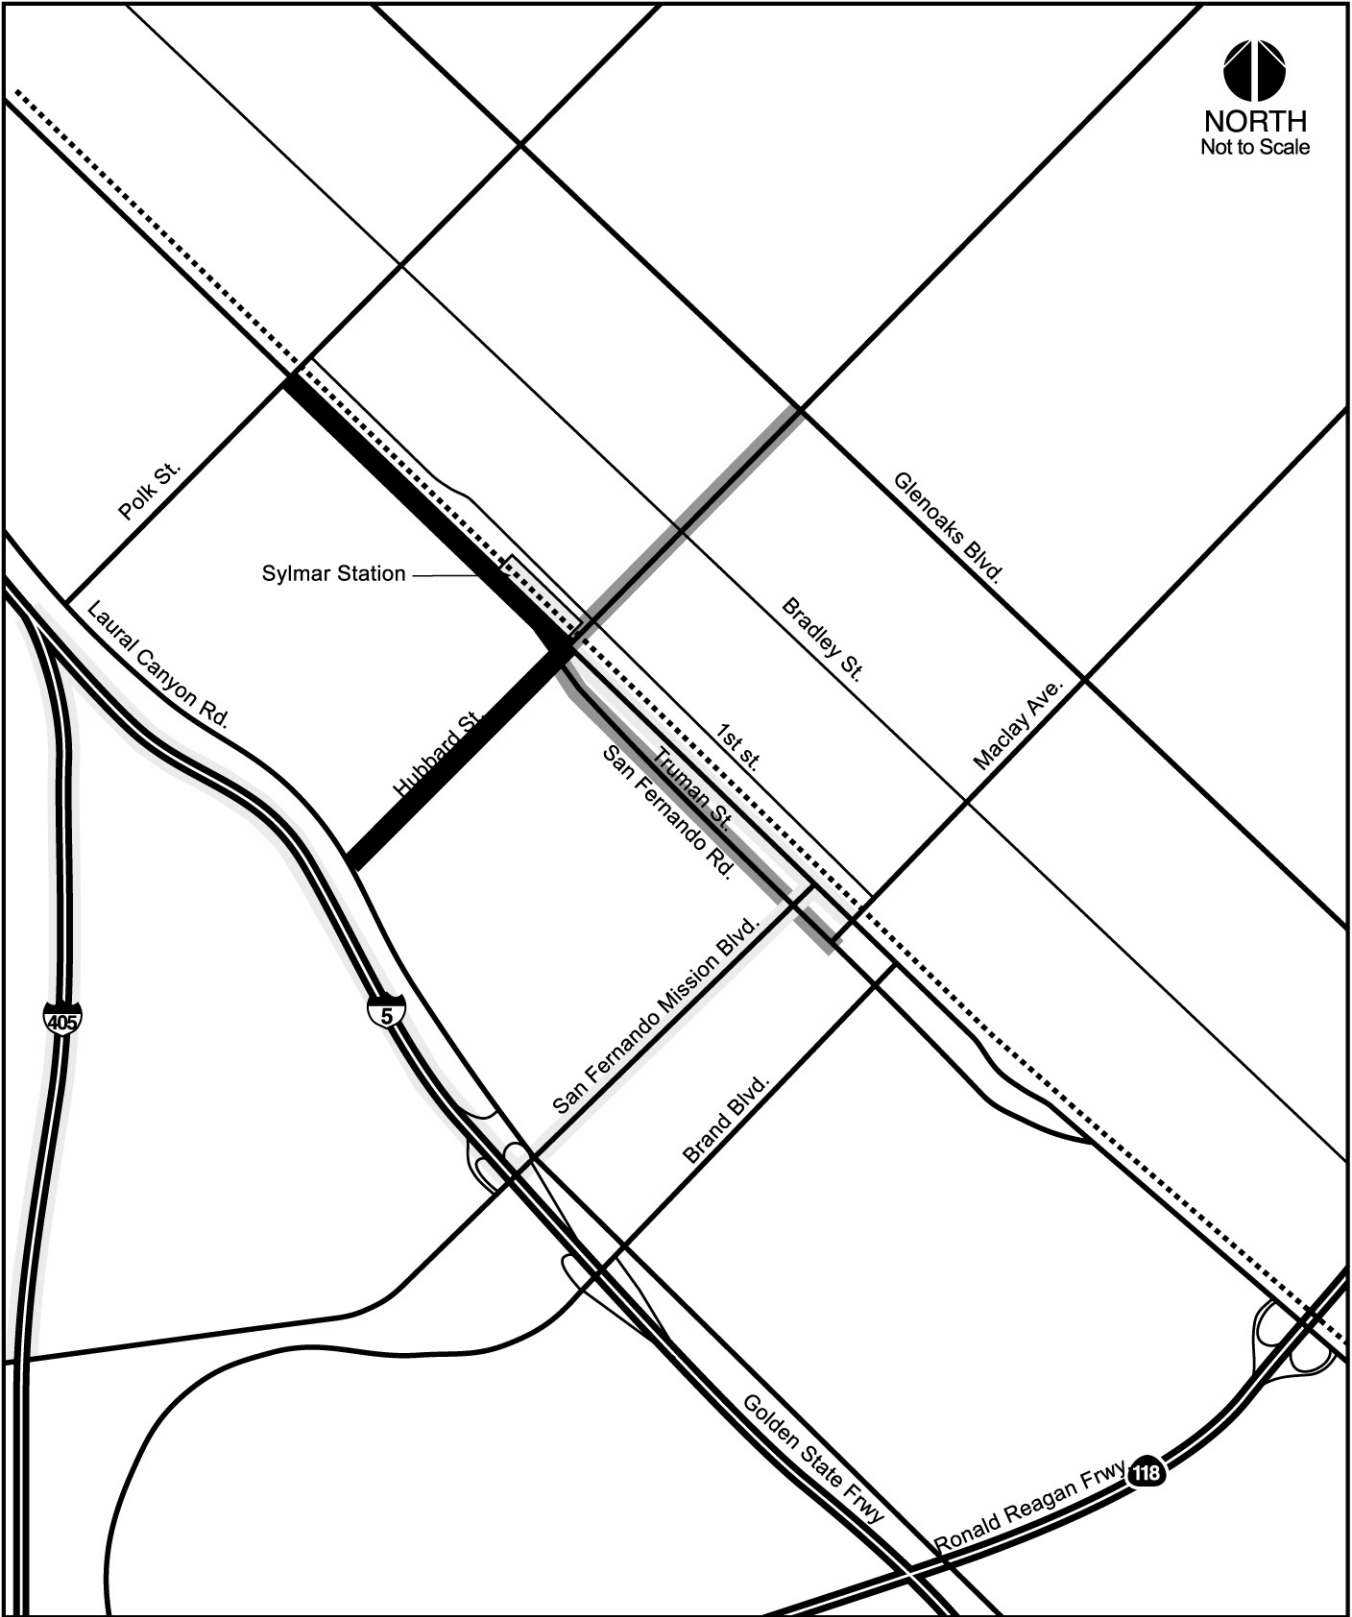 NORTH
Not to Scale
Polk St.
Glenoaks Blvd.
Sylmar Station
Laural Canyon Rd.
Bradley St.
Maclay Ave.
Hubbard St.
1st st.
Truman St.
San Fernando Rd.
San Fernando Mission Blvd.
405
5
Brand Blvd.
Golden State Frwy
Ronald Reagan Frwy
118